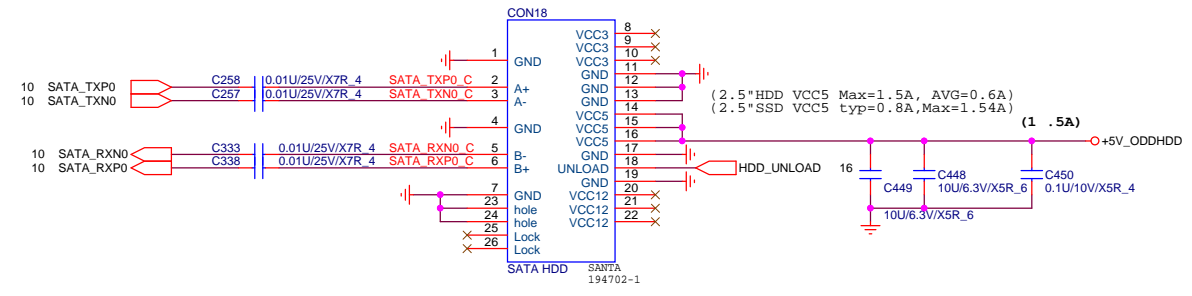 CON18
1 GND
10 SATA_TXP0 C258 0.01U/25V/X7R_4 SATA_TXP0_C 2 A+
10 SATA_TXN0 C257 0.01U/25V/X7R_4 SATA_TXN0_C 3 A-
4 GND
10 SATA_RXN0 C333 0.01U/25V/X7R_4 SATA_RXN0_C 5 B-
10 SATA_RXP0 C338 0.01U/25V/X7R_4 SATA_RXP0_C 6 B+
7 GND
23 hole
24 hole
25 Lock
26 Lock
VCC3 8
VCC3 9
VCC3 10
GND 11
GND 12
GND 13
VCC5 14
VCC5 15
VCC5 16
GND 17
UNLOAD 18 HDD_UNLOAD
GND 19
VCC12 20
VCC12 21
VCC12 22
SATA HDD
SANTA
194702-1
(2.5"HDD VCC5 Max=1.5A, AVG=0.6A)
(2.5"SSD VCC5 typ=0.8A,Max=1.54A)
(1 .5A)
+5V_ODDHDD
16
C449
10U/6.3V/X5R_6
C448
10U/6.3V/X5R_6
C450
0.1U/10V/X5R_4